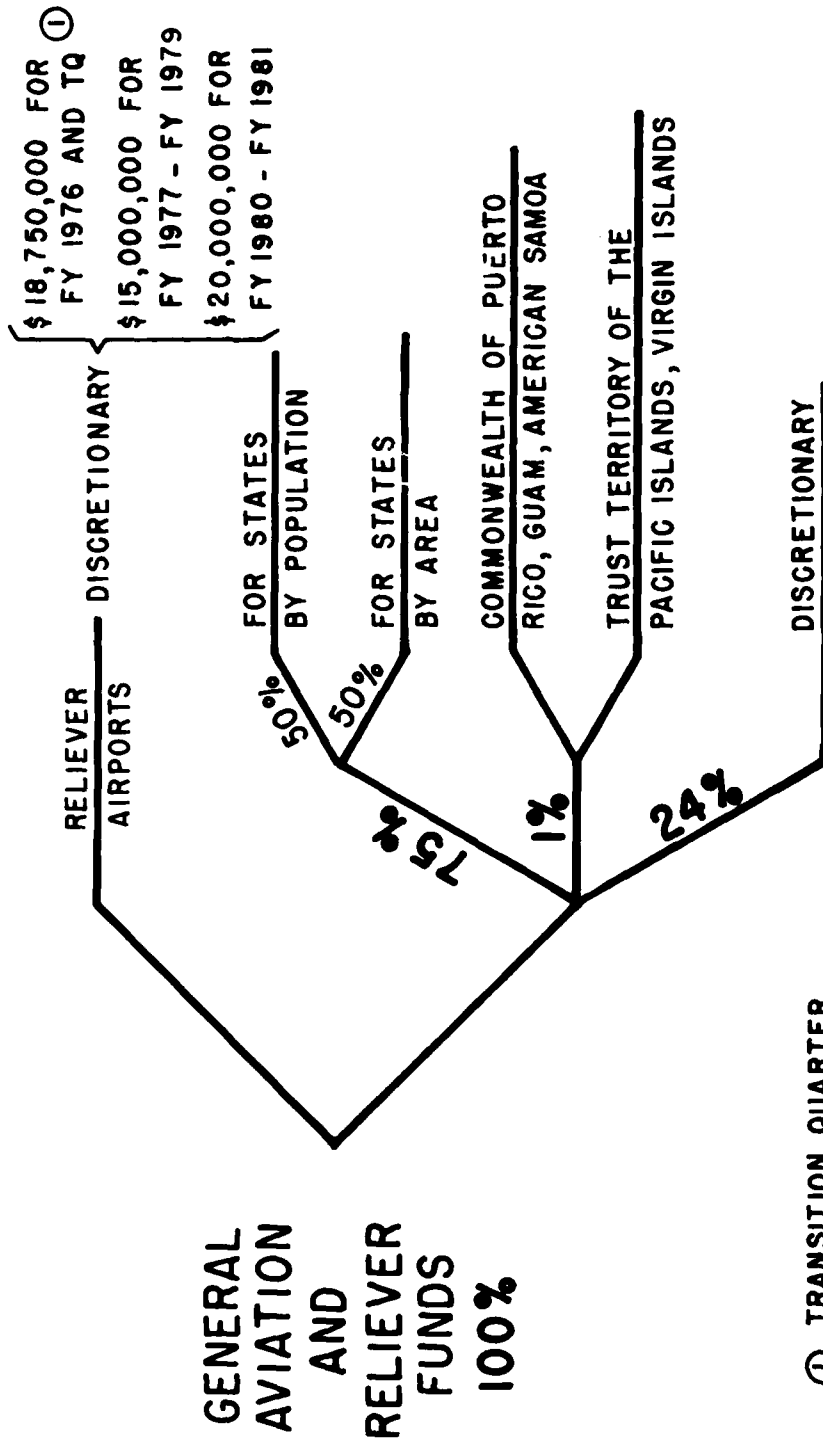 GENERAL
AVIATION
AND
RELIEVER
FUNDS
100%
RELIEVER
AIRPORTS
DISCRETIONARY
$18,750,000 FOR
FY 1976 AND TQ ①
$15,000,000 FOR
FY 1977 - FY 1979
$20,000,000 FOR
FY 1980 - FY 1981
75%
50%
FOR STATES
BY POPULATION
50%
FOR STATES
BY AREA
1%
COMMONWEALTH OF PUERTO
RICO, GUAM, AMERICAN SAMOA
TRUST TERRITORY OF THE
PACIFIC ISLANDS, VIRGIN ISLANDS
24%
DISCRETIONARY
① TRANSITION QUARTER